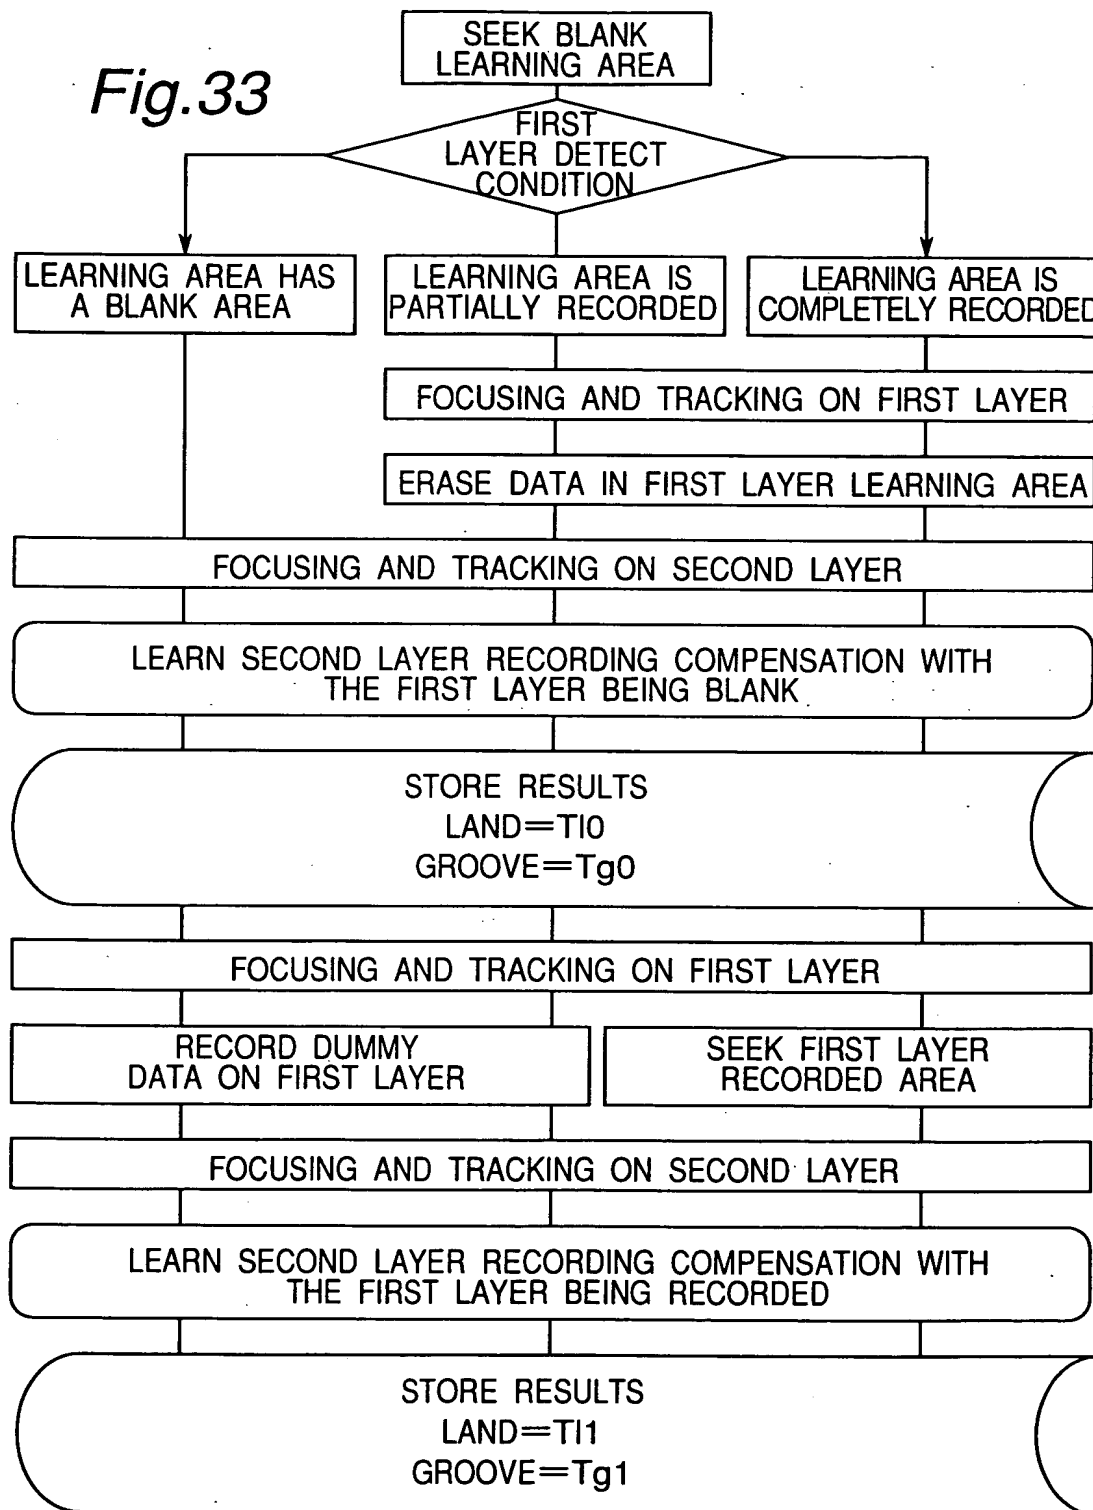 Fig.33
SEEK BLANK
LEARNING AREA
FIRST
LAYER DETECT
CONDITION
LEARNING AREA HAS
A BLANK AREA
LEARNING AREA IS
PARTIALLY RECORDED
LEARNING AREA IS
COMPLETELY RECORDED
FOCUSING AND TRACKING ON FIRST LAYER
ERASE DATA IN FIRST LAYER LEARNING AREA
FOCUSING AND TRACKING ON SECOND LAYER
LEARN SECOND LAYER RECORDING COMPENSATION WITH
THE FIRST LAYER BEING BLANK
STORE RESULTS
LAND=Tl0
GROOVE=Tg0
FOCUSING AND TRACKING ON FIRST LAYER
RECORD DUMMY
DATA ON FIRST LAYER
SEEK FIRST LAYER
RECORDED AREA
FOCUSING AND TRACKING ON SECOND LAYER
LEARN SECOND LAYER RECORDING COMPENSATION WITH
THE FIRST LAYER BEING RECORDED
STORE RESULTS
LAND=Tl1
GROOVE=Tg1